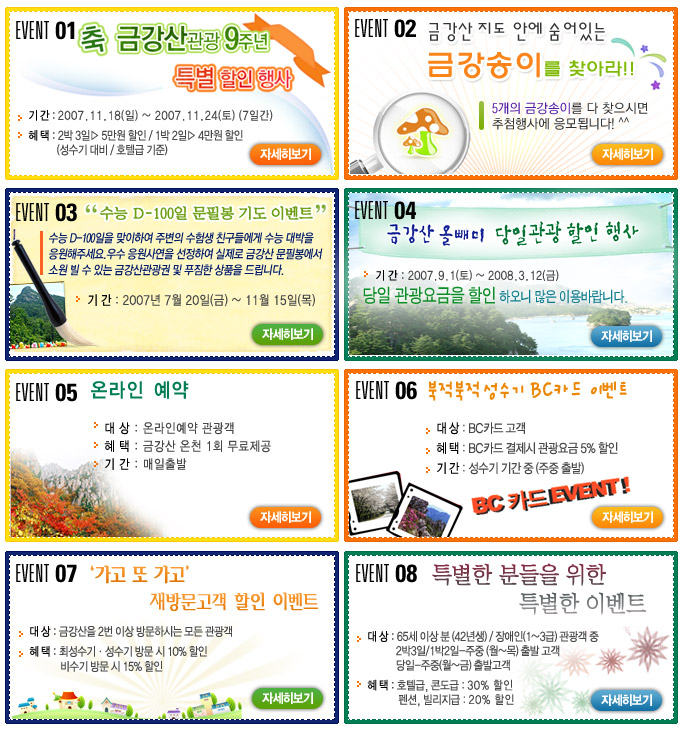 EVENT 01 축 금강산관광 9주년
특별 할인 행사
기간 : 2007.11.18(일) ~ 2007.11.24(토) (7일간)
혜택 : 2박 3일▷ 5만원 할인 / 1박 2일▷ 4만원 할인
(성수기 대비 / 호텔급 기준)
자세히보기
EVENT 02 금강산 지도 안에 숨어있는
금강송이를 찾아라!!
5개의 금강송이를 다 찾으시면
추첨행사에 응모됩니다! ^^
자세히보기
EVENT 03 “수능 D-100일 문필봉 기도 이벤트”
수능 D-100일을 맞이하여 주변의 수험생 친구들에게 수능 대박을
응원해주세요.우수 응원사연을 선정하여 실제로 금강산 문필봉에서
소원 빌 수 있는 금강산관광권 및 푸짐한 상품을 드립니다.
기간 : 2007년 7월 20일(금) ~ 11월 15일(목)
자세히보기
EVENT 04
금강산 올빼미 당일관광 할인 행사
기간 : 2007.9.1(토) ~ 2008.3.12(금)
당일 관광요금을 할인 하오니 많은 이용바랍니다.
자세히보기
EVENT 05 온라인 예약
대상 : 온라인예약 관광객
혜택 : 금강산 온천 1회 무료제공
기간 : 매일출발
자세히보기
EVENT 06 북적북적 성수기 BC카드 이벤트
대상 : BC카드 고객
혜택 : BC카드 결제시 관광요금 5% 할인
기간 : 성수기 기간 중 (주중 출발)
BC 카드 EVENT!
자세히보기
EVENT 07 ‘가고 또 가고’
재방문고객 할인 이벤트
대상 : 금강산을 2번 이상 방문하시는 모든 관광객
혜택 : 최성수기 · 성수기 방문 시 10% 할인
비수기 방문 시 15% 할인
자세히보기
EVENT 08 특별한 분들을 위한
특별한 이벤트
대상 : 65세 이상 분 (42년생) / 장애인(1~3급) 관광객 중
2박3일/1박2일-주중 (월~목) 출발 고객
당일-주중(월~금) 출발고객
혜택 : 호텔급, 콘도급 : 30% 할인
펜션, 빌리지급 : 20% 할인
자세히보기